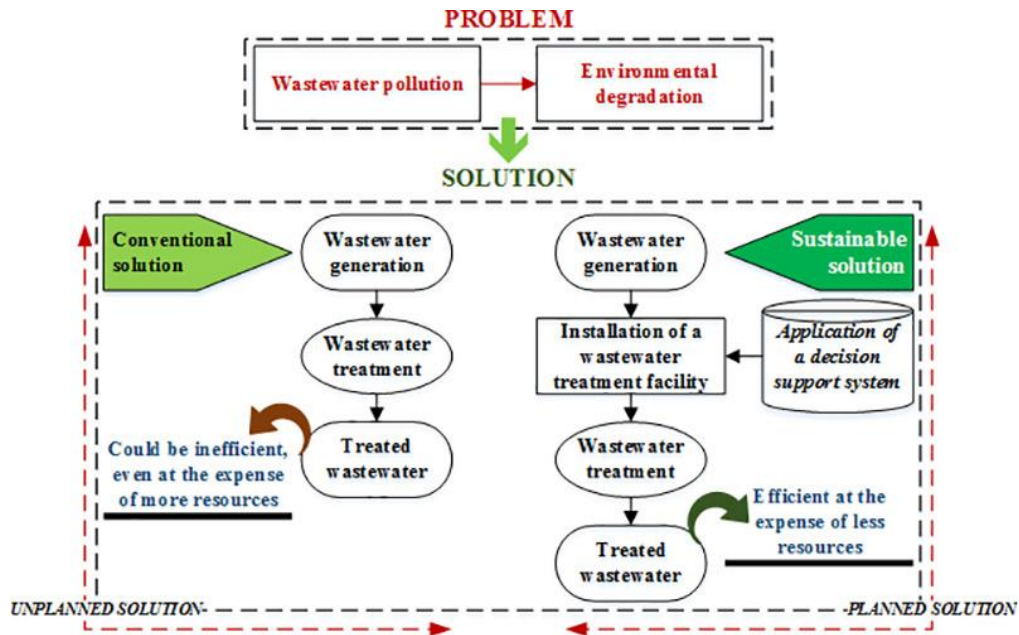 PROBLEM
Wastewater pollution
Environmental
degradation
SOLUTION
Conventional
solution
Wastewater
generation
Wastewater
treatment
Treated
wastewater
Could be inefficient,
even at the expense
of more resources
Wastewater
generation
Sustainable
solution
Installation of a
wastewater
treatment facility
Application of
a decision
support system
Wastewater
treatment
Treated
wastewater
Efficient at the
expense of less
resources
UNPLANNED SOLUTION
PLANNED SOLUTION